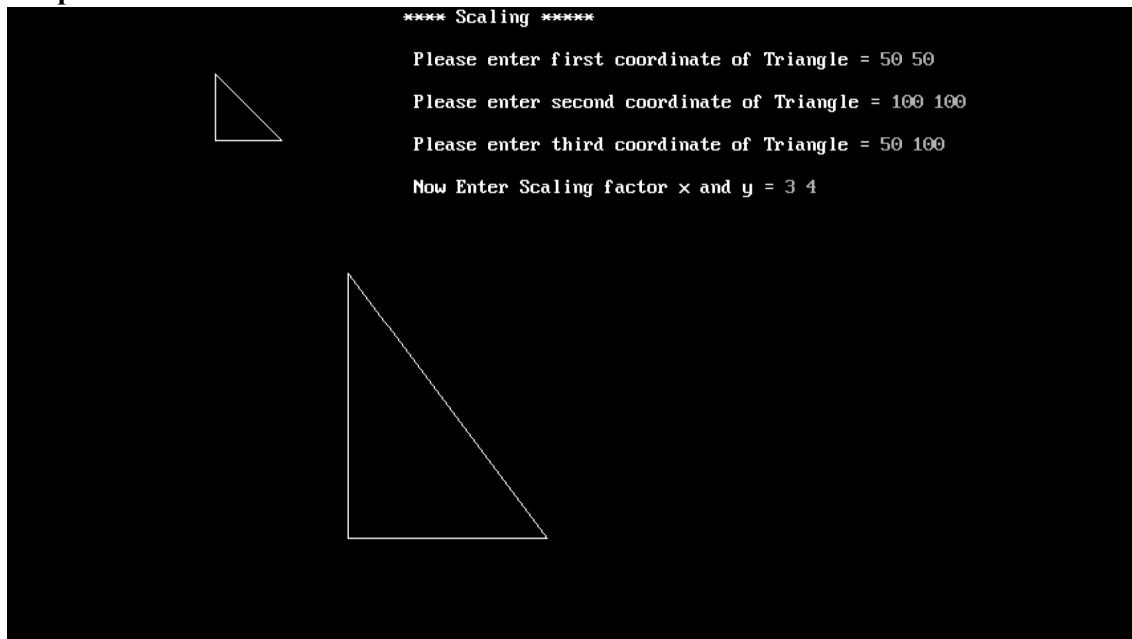 **** Scaling *****
Please enter first coordinate of Triangle = 50 50
Please enter second coordinate of Triangle = 100 100
Please enter third coordinate of Triangle = 50 100
Now Enter Scaling factor x and y = 3 4